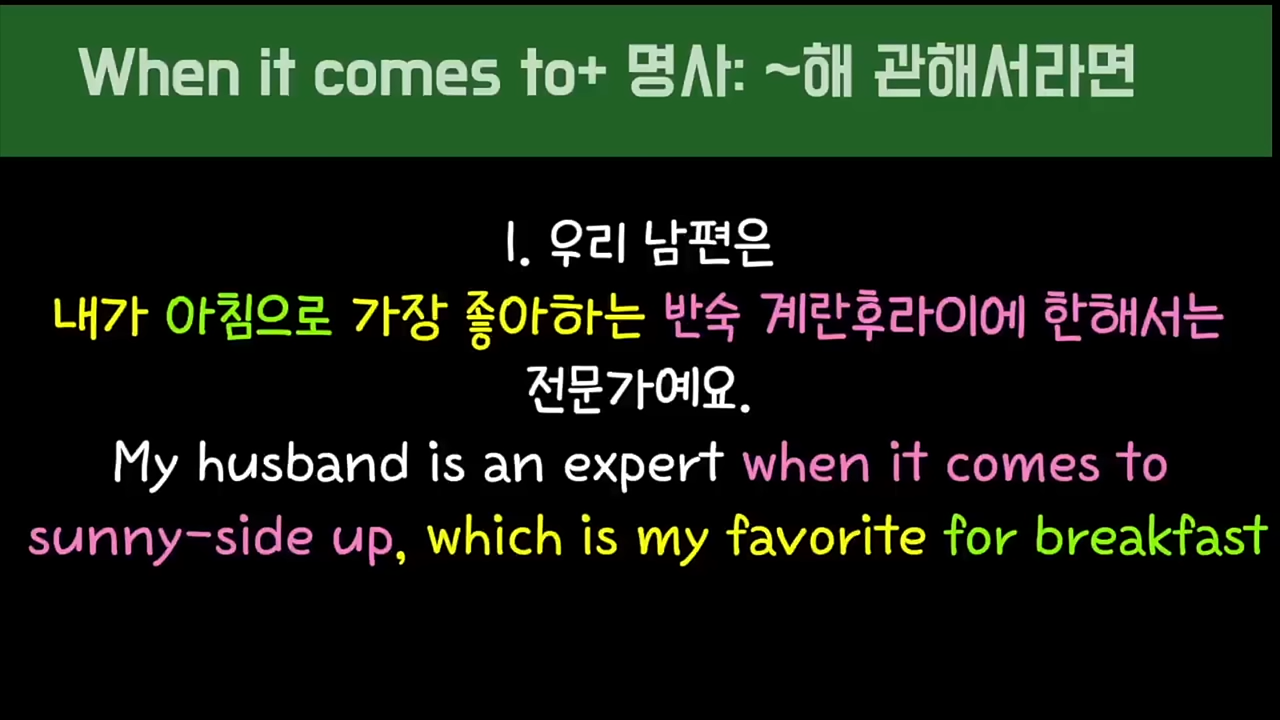 When it comes to+ 명사: ~해 관해서라면
1. 우리 남편은
내가 아침으로 가장 좋아하는 반숙 계란후라이에 한해서는
전문가예요.
My husband is an expert when it comes to
sunny-side up, which is my favorite for breakfast